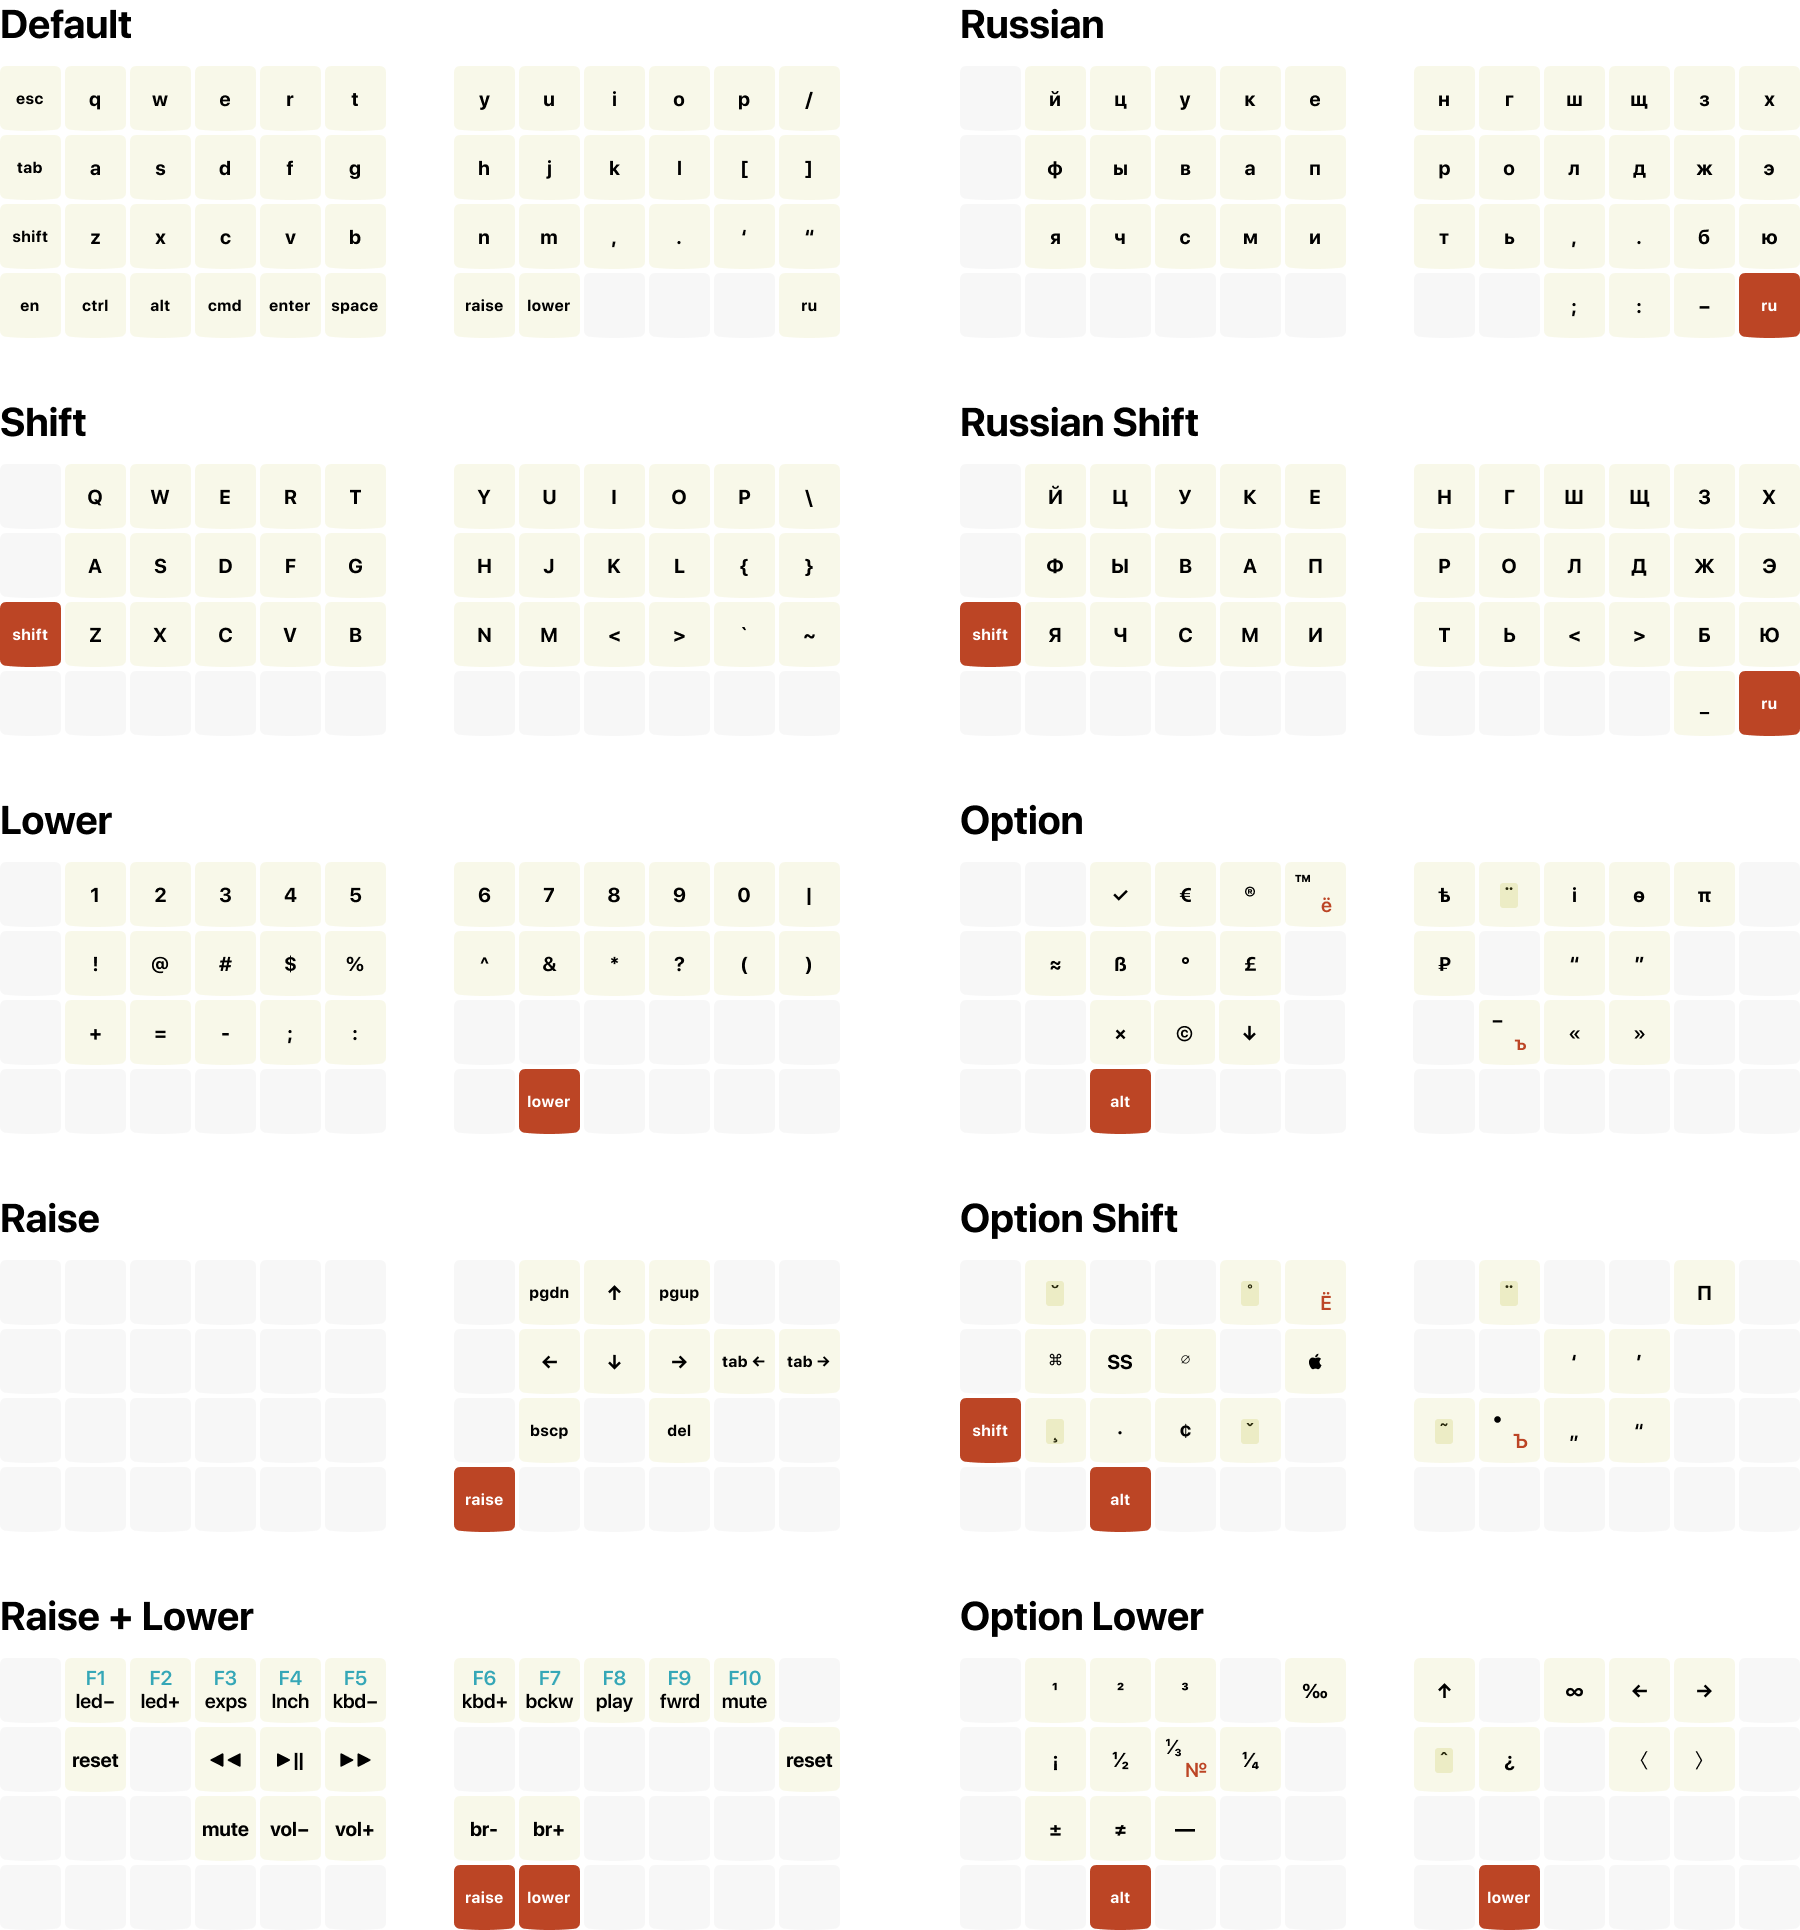 Default
esc q w e r t y u i o p /
tab a s d f g h j k l [ ]
shift z x c v b n m , . ‘ “
en ctrl alt cmd enter space raise lower ru
Russian
й ц у к е н г ш щ з х
ф ы в а п р о л д ж э
я ч с м и т ь , . б ю
; : – ru
Shift
Q W E R T Y U I O P \
A S D F G H J K L { }
shift Z X C V B N M < > ` ~
Russian Shift
Й Ц У К Е Н Г Ш Щ З Х
Ф Ы В А П Р О Л Д Ж Э
shift Я Ч С М И Т Ь < > Б Ю
_ ru
Lower
1 2 3 4 5 6 7 8 9 0 |
! @ # $ % ^ & * ? ( )
+ = - ; :
lower
Option
✓ € ® ™ ё ѣ ¨ і ѳ π
≈ ß ° £ ₽ “ ”
× © ↓ – ъ « »
alt
Raise
pgdn ↑ pgup
← ↓ → tab ← tab →
bscp del
raise
Option Shift
˘ ˚ Ё ¨ П
⌘ SS ∅  ‘ ’
shift ¸ · ¢ ˇ ˜ • Ъ „ “
alt
Raise + Lower
F1 F2 F3 F4 F5 F6 F7 F8 F9 F10
led– led+ exps lnch kbd– kbd+ bckw play fwrd mute
reset ◀◀ ▶|| ▶▶ reset
mute vol– vol+ br- br+
raise lower
Option Lower
¹ ² ³ ‰ ↑ ∞ ← →
¡ ½ ⅓ № ¼ ˆ ¿ 〈 〉
± ≠ —
alt lower